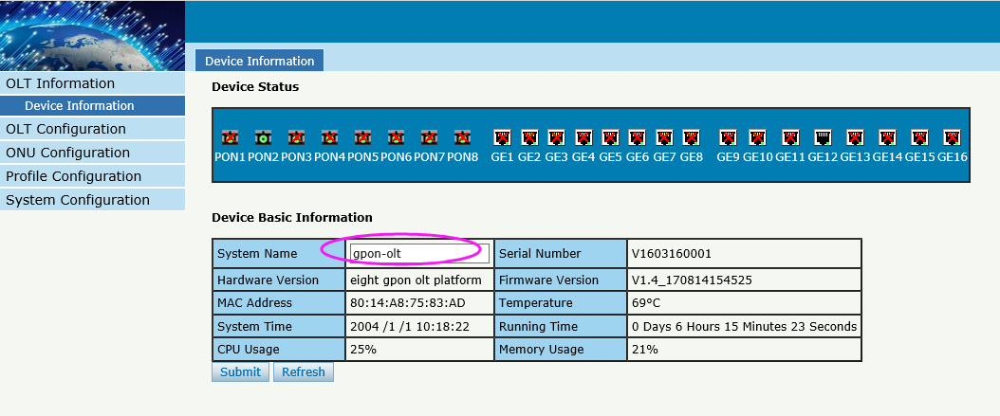 Device Information
OLT Information
Device Information
OLT Configuration
ONU Configuration
Profile Configuration
System Configuration
Device Status
PON1 PON2 PON3 PON4 PON5 PON6 PON7 PON8 GE1 GE2 GE3 GE4 GE5 GE6 GE7 GE8 GE9 GE10 GE11 GE12 GE13 GE14 GE15 GE16
Device Basic Information
System Name gpon-olt Serial Number V1603160001
Hardware Version eight gpon olt platform Firmware Version V1.4_170814154525
MAC Address 80:14:A8:75:83:AD Temperature 69°C
System Time 2004 /1 /1 10:18:22 Running Time 0 Days 6 Hours 15 Minutes 23 Seconds
CPU Usage 25% Memory Usage 21%
Submit Refresh